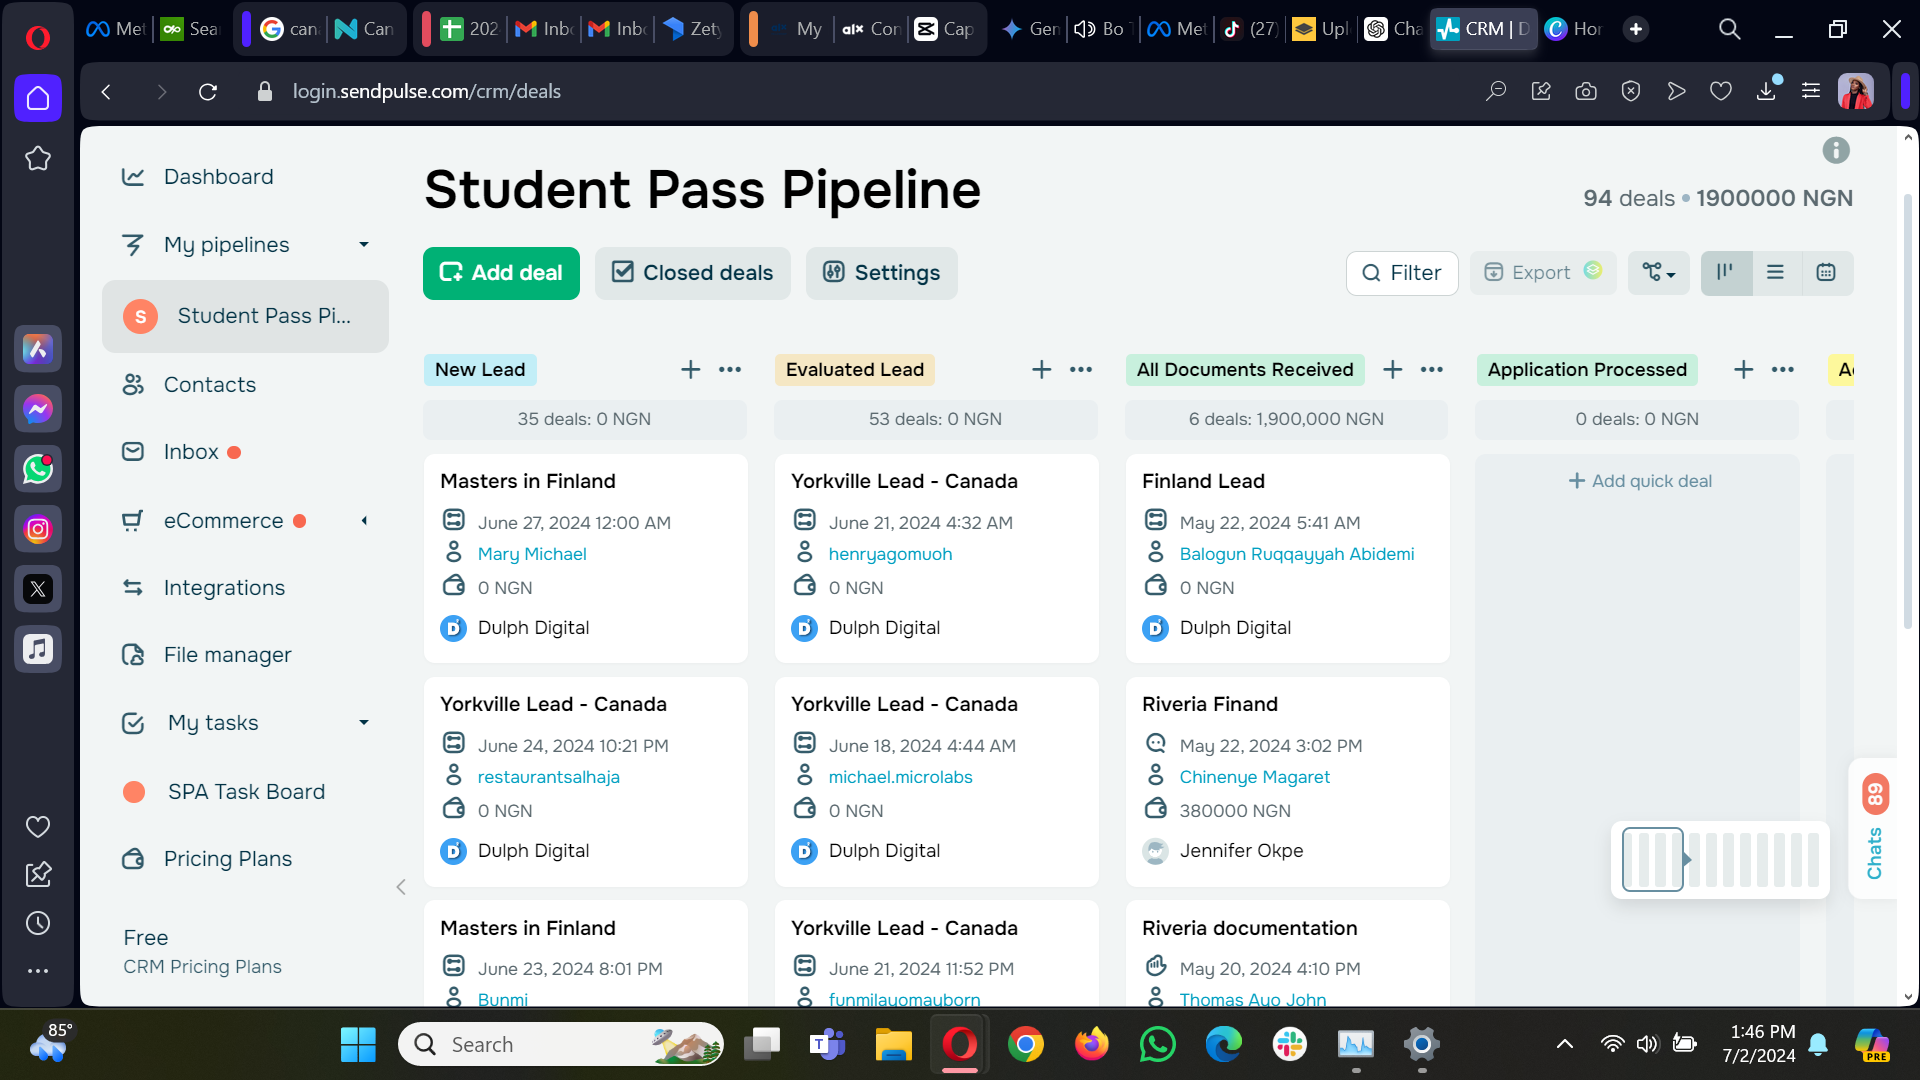 Met
Sea
can
Can
202
Inbo
Inbo
Zety
My
Con
Cap
Gen
Bo
Met
(27)
Upl
Cha
CRM | D
Hor
login.sendpulse.com/crm/deals
Dashboard
My pipelines
S
Student Pass Pi...
Contacts
Inbox
eCommerce
Integrations
File manager
My tasks
SPA Task Board
Pricing Plans
Free
CRM Pricing Plans
Student Pass Pipeline
94 deals • 1900000 NGN
Add deal
Closed deals
Settings
Filter
Export
New Lead
35 deals: 0 NGN
Masters in Finland
June 27, 2024 12:00 AM
Mary Michael
0 NGN
Dulph Digital
Yorkville Lead - Canada
June 24, 2024 10:21 PM
restaurantsalhaja
0 NGN
Dulph Digital
Masters in Finland
June 23, 2024 8:01 PM
Bunmi
Evaluated Lead
53 deals: 0 NGN
Yorkville Lead - Canada
June 21, 2024 4:32 AM
henryagomuoh
0 NGN
Dulph Digital
Yorkville Lead - Canada
June 18, 2024 4:44 AM
michael.microlabs
0 NGN
Dulph Digital
Yorkville Lead - Canada
June 21, 2024 11:52 PM
funmilayomayborn
All Documents Received
6 deals: 1,900,000 NGN
Finland Lead
May 22, 2024 5:41 AM
Balogun Ruqqayyah Abidemi
0 NGN
Dulph Digital
Riveria Finand
May 22, 2024 3:02 PM
Chinenye Magaret
380000 NGN
Jennifer Okpe
Riveria documentation
May 20, 2024 4:10 PM
Thomas Ayo John
Application Processed
0 deals: 0 NGN
Add quick deal
Chats 89
85°
Search
1:46 PM
7/2/2024
PRE